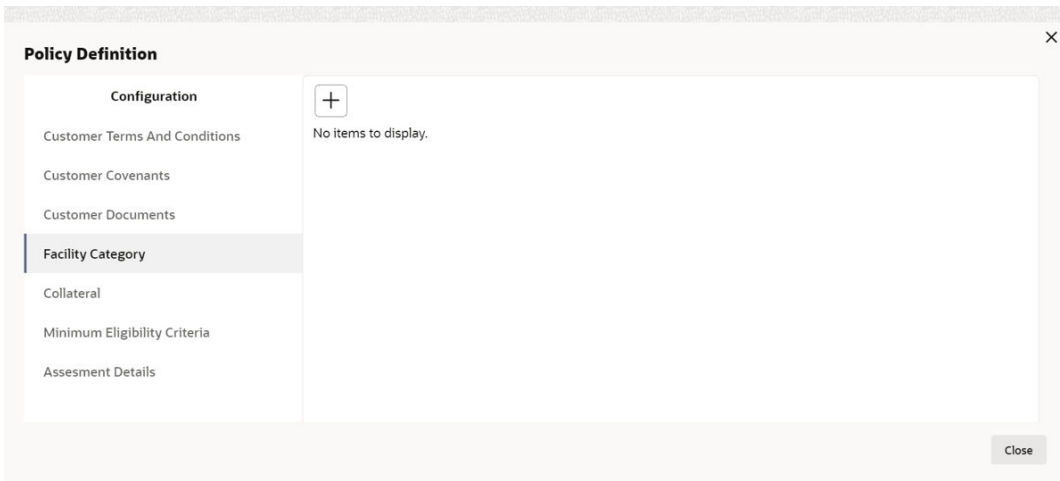 Policy Definition
Configuration
Customer Terms And Conditions
Customer Covenants
Customer Documents
Facility Category
Collateral
Minimum Eligibility Criteria
Assesment Details
No items to display.
Close